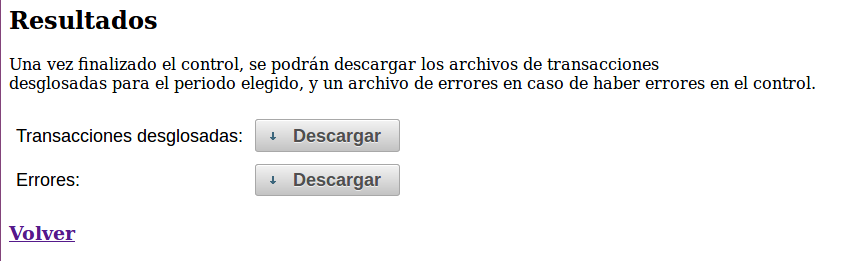 Resultados
Una vez finalizado el control, se podrán descargar los archivos de transacciones
desglosadas para el periodo elegido, y un archivo de errores en caso de haber errores en el control.
Transacciones desglosadas: Descargar
Errores: Descargar
Volver